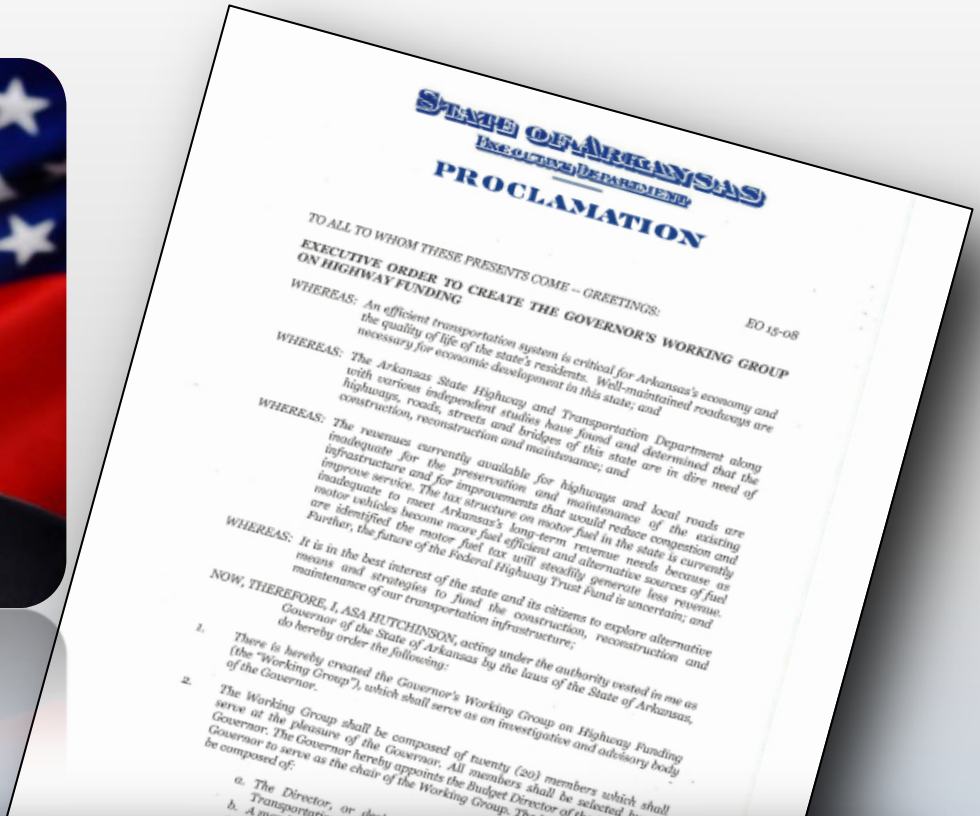 STATE OF ARKANSAS
EXECUTIVE DEPARTMENT
PROCLAMATION
TO ALL TO WHOM THESE PRESENTS COME – GREETINGS:
EO 15-08
EXECUTIVE ORDER TO CREATE THE GOVERNOR'S WORKING GROUP
ON HIGHWAY FUNDING
WHEREAS: An efficient transportation system is critical for Arkansas's economy and
the quality of life of the state's residents. Well-maintained roadways are
necessary for economic development in this state; and
WHEREAS: The Arkansas State Highway and Transportation Department along
with various independent studies have found and determined that the
highways, roads, streets and bridges of this state are in dire need of
construction, reconstruction and maintenance; and
WHEREAS: The revenues currently available for highways and local roads are
inadequate for the preservation and maintenance of the existing
infrastructure and for improvements that would reduce congestion and
improve service. The tax structure on motor fuel in the state is currently
inadequate to meet Arkansas's long-term revenue needs because as
motor vehicles become more fuel efficient and alternative sources of fuel
are identified the motor fuel tax will steadily generate less revenue.
Further, the future of the Federal Highway Trust Fund is uncertain; and
WHEREAS: It is in the best interest of the state and its citizens to explore alternative
means and strategies to fund the construction, reconstruction and
maintenance of our transportation infrastructure;
NOW, THEREFORE, I, ASA HUTCHINSON, acting under the authority vested in me as
Governor of the State of Arkansas by the laws of the State of Arkansas,
do hereby order the following:
1. There is hereby created the Governor's Working Group on Highway Funding
(the "Working Group"), which shall serve as an investigative and advisory body
of the Governor.
2. The Working Group shall be composed of twenty (20) members which shall
serve at the pleasure of the Governor. All members shall be selected by
Governor. The Governor hereby appoints the Budget Director of the
Governor to serve as the chair of the Working Group. The
be composed of:
a. The Director, or
b.